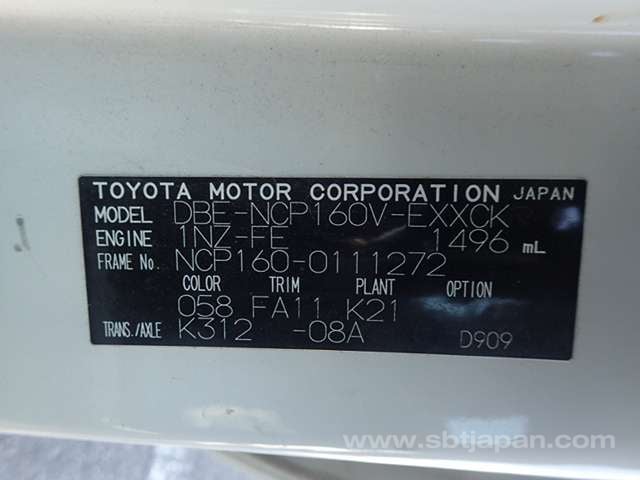 TOYOTA MOTOR CORPORATION JAPAN
MODEL DBE-NCP160V-EXXCK
ENGINE 1NZ-FE 1496 mL
FRAME No. NCP160-0111272
COLOR TRIM PLANT OPTION
058 FA11 K21
TRANS./AXLE K312 -08A D909
www.sbtjapan.com